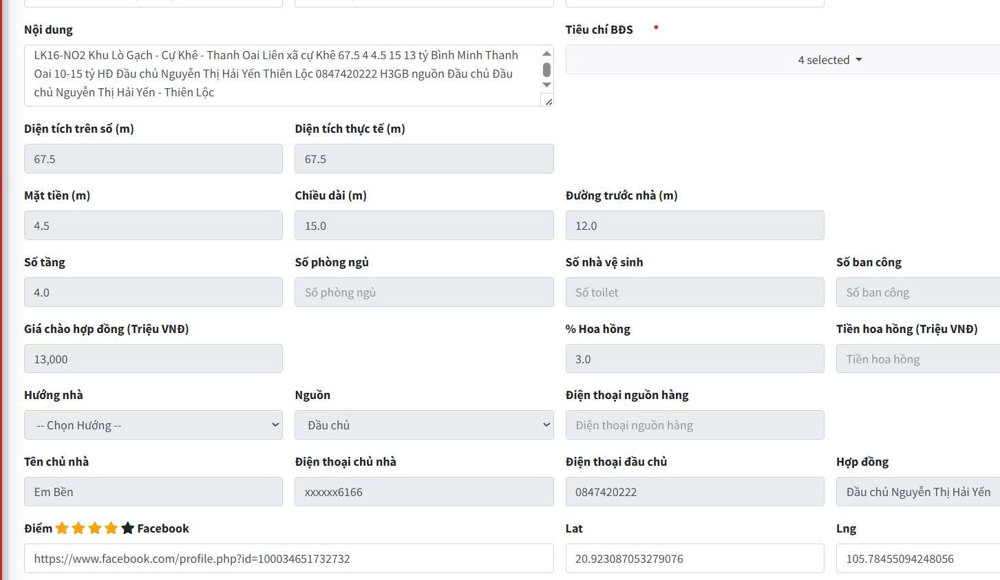 Nội dung
Tiêu chí BĐS *
LK16-NO2 Khu Lò Gạch - Cự Khê - Thanh Oai Liên xã cự Khê 67.5 4 4.5 15 13 tỷ Bình Minh Thanh
Oai 10-15 tỷ HĐ Đầu chủ Nguyễn Thị Hải Yến Thiên Lộc 0847420222 H3GB nguồn Đầu chủ Đầu
chủ Nguyễn Thị Hải Yến - Thiên Lộc
4 selected
Diện tích trên sổ (m)
Diện tích thực tế (m)
67.5
67.5
Mặt tiền (m)
Chiều dài (m)
Đường trước nhà (m)
4.5
15.0
12.0
Số tầng
Số phòng ngủ
Số nhà vệ sinh
Số ban công
4.0
Số phòng ngủ
Số toilet
Số ban công
Giá chào hợp đồng (Triệu VNĐ)
% Hoa hồng
Tiền hoa hồng (Triệu VNĐ)
13,000
3.0
Tiền hoa hồng
Hướng nhà
Nguồn
Điện thoại nguồn hàng
-- Chọn Hướng --
Đầu chủ
Điện thoại nguồn hàng
Tên chủ nhà
Điện thoại chủ nhà
Điện thoại đầu chủ
Hợp đồng
Em Bền
xxxxxx6166
0847420222
Đầu chủ Nguyễn Thị Hải Yến
Điểm Facebook
Lat
Lng
https://www.facebook.com/profile.php?id=100034651732732
20.923087053279076
105.78455094248056